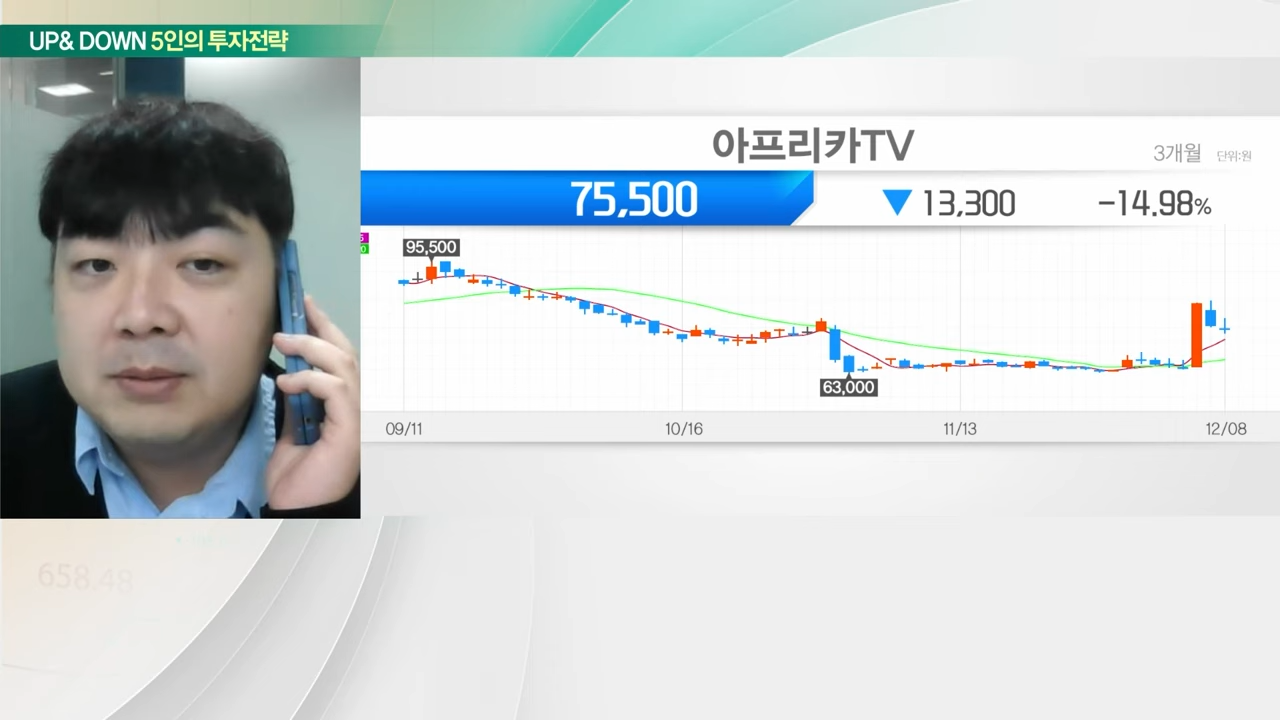 UP& DOWN 5인의 투자전략
아프리카TV
3개월 단위:원
75,500 ▼ 13,300 -14.98%
95,500
63,000
09/11 10/16 11/13 12/08
658.48